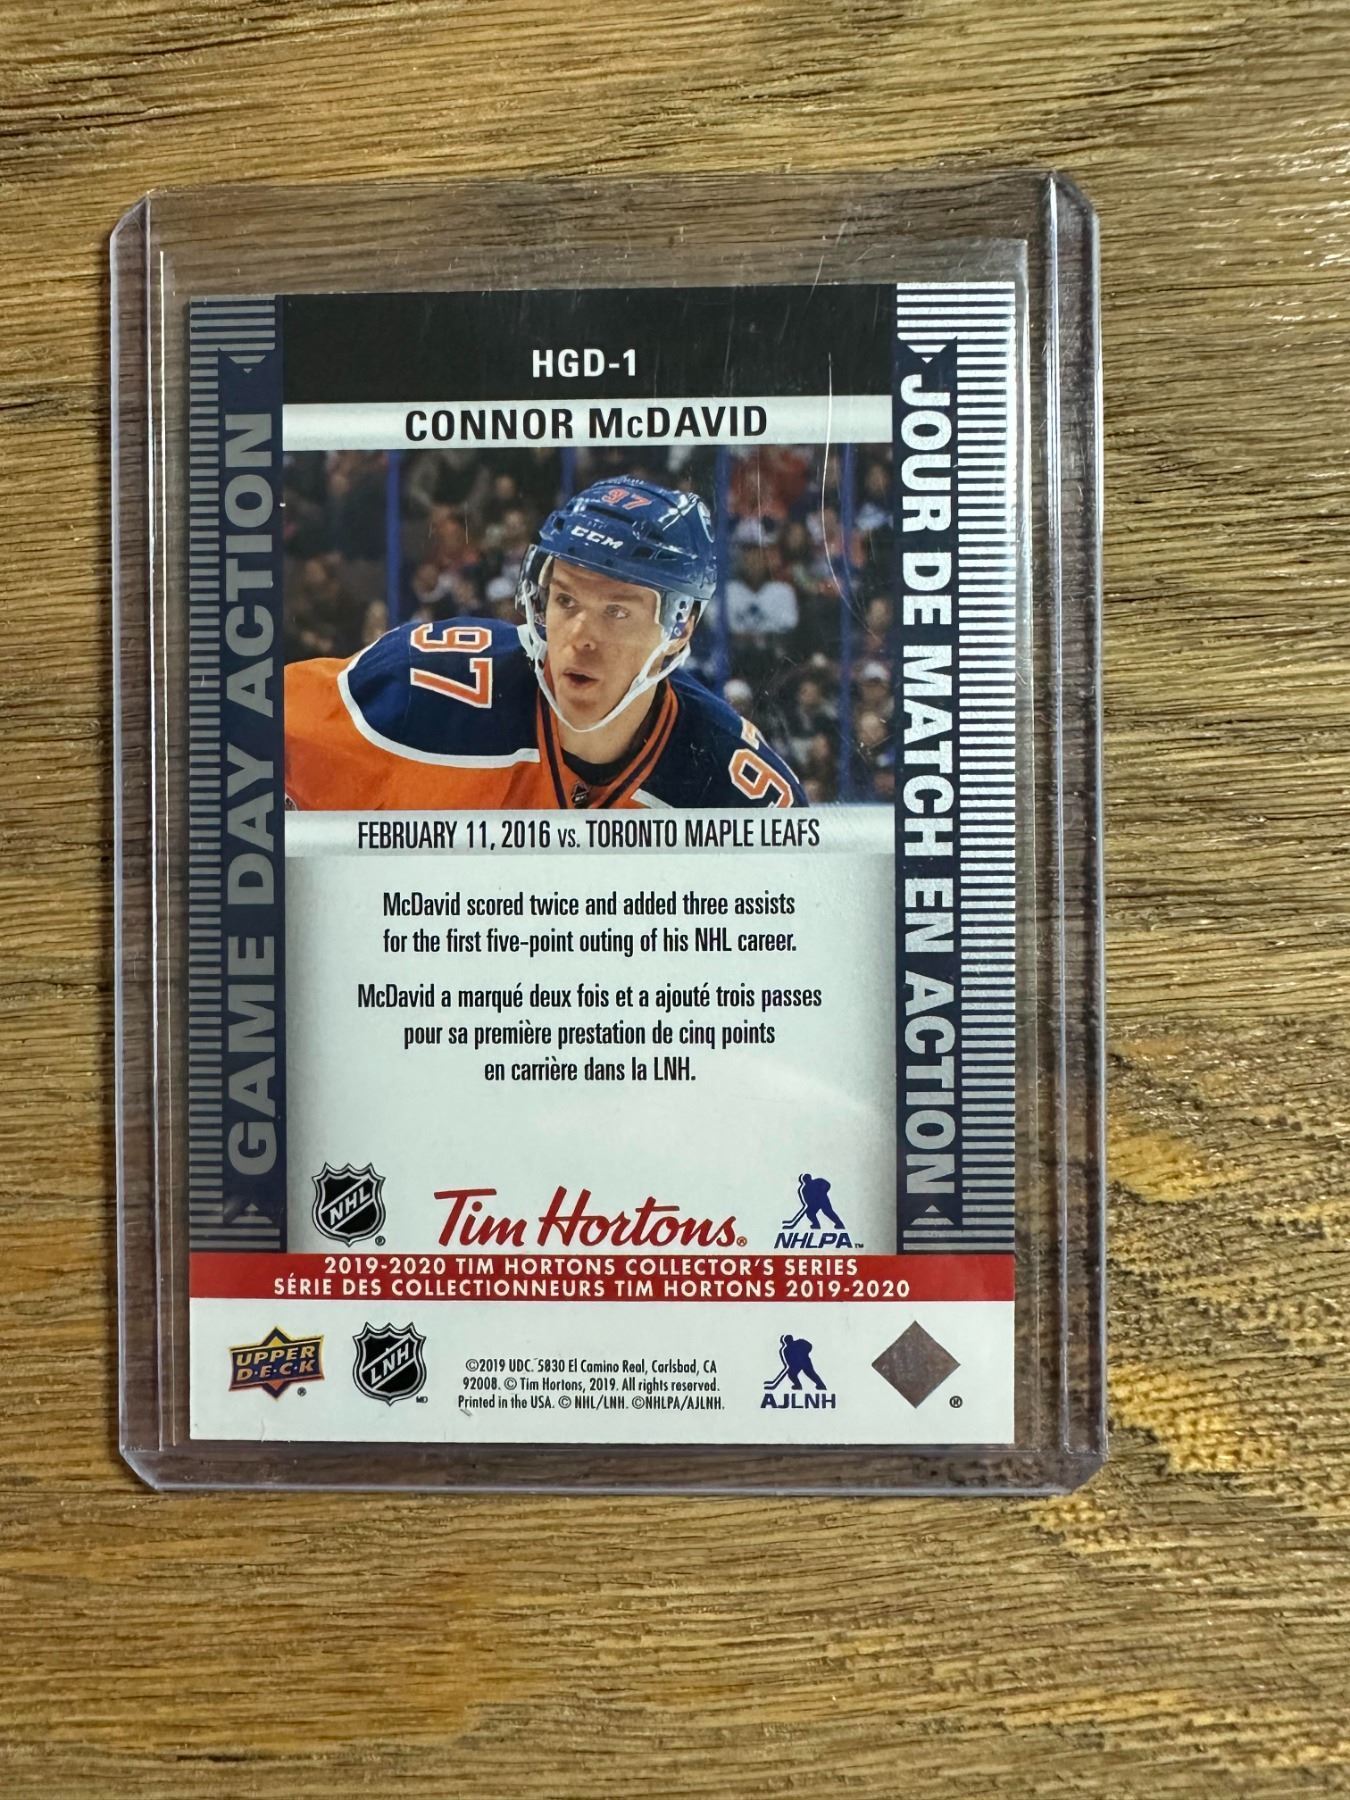 HGD-1
CONNOR McDAVID
GAME DAY ACTION
JOUR DE MATCH EN ACTION
97
CCM
97
97
FEBRUARY 11, 2016 vs. TORONTO MAPLE LEAFS
McDavid scored twice and added three assists
for the first five-point outing of his NHL career.
McDavid a marqué deux fois et a ajouté trois passes
pour sa première prestation de cinq points
en carrière dans la LNH.
NHL
Tim Hortons®
NHLPA™
2019-2020 TIM HORTONS COLLECTOR'S SERIES
SÉRIE DES COLLECTIONNEURS TIM HORTONS 2019-2020
UPPER
D·E·C·K
LNH
©2019 UDC. 5830 El Camino Real, Carlsbad, CA
92008. © Tim Hortons, 2019. All rights reserved.
Printed in the USA. © NHL/LNH. ©NHLPA/AJLNH.
AJLNH